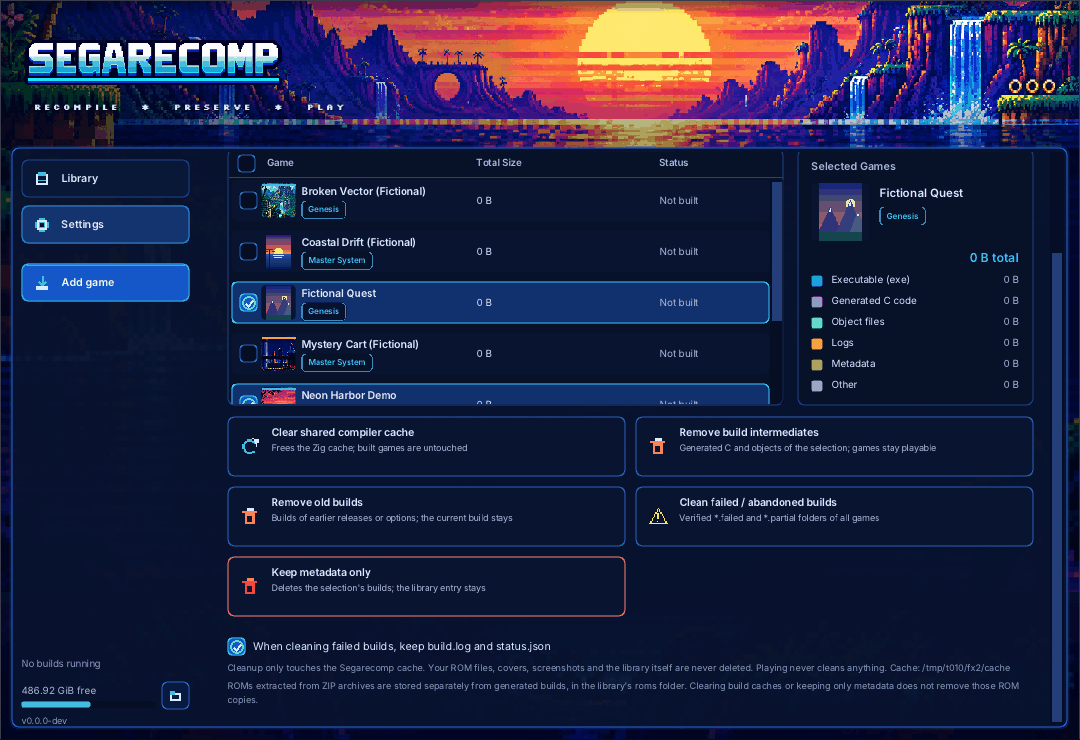 SEGARECOMP
RECOMPILE * PRESERVE * PLAY
Library
Settings
Add game
No builds running
486.92 GiB free
v0.0.0-dev
Game Total Size Status
Broken Vector (Fictional)
Genesis
0 B
Not built
Coastal Drift (Fictional)
Master System
0 B
Not built
Fictional Quest
Genesis
0 B
Not built
Mystery Cart (Fictional)
Master System
0 B
Not built
Neon Harbor Demo
0 B
Not built
Selected Games
Fictional Quest
Genesis
0 B total
Executable (exe) 0 B
Generated C code 0 B
Object files 0 B
Logs 0 B
Metadata 0 B
Other 0 B
Clear shared compiler cache
Frees the Zig cache; built games are untouched
Remove build intermediates
Generated C and objects of the selection; games stay playable
Remove old builds
Builds of earlier releases or options; the current build stays
Clean failed / abandoned builds
Verified *.failed and *.partial folders of all games
Keep metadata only
Deletes the selection's builds; the library entry stays
When cleaning failed builds, keep build.log and status.json
Cleanup only touches the Segarecomp cache. Your ROM files, covers, screenshots and the library itself are never deleted. Playing never cleans anything. Cache: /tmp/t010/fx2/cache
ROMs extracted from ZIP archives are stored separately from generated builds, in the library's roms folder. Clearing build caches or keeping only metadata does not remove those ROM
copies.